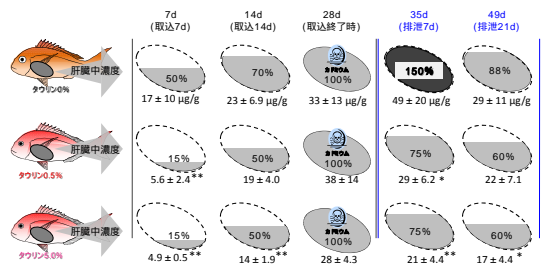 7d
(取込7d)
14d
(取込14d)
28d
(取込終了時)
35d
(排泄7d)
49d
(排泄21d)
肝臓中濃度
タウリン0%
50%
70%
カドミウム
100%
150%
88%
17 ± 10 μg/g
23 ± 6.9 μg/g
33 ± 13 μg/g
49 ± 20 μg/g
29 ± 11 μg/g
肝臓中濃度
タウリン0.5%
15%
50%
カドミウム
100%
75%
60%
5.6 ± 2.4**
19 ± 4.0
38 ± 14
29 ± 6.2 *
22 ± 7.1
肝臓中濃度
タウリン5.0%
15%
50%
カドミウム
100%
75%
60%
4.9 ± 0.5**
14 ± 1.9**
28 ± 4.3
21 ± 4.4**
17 ± 4.4 *